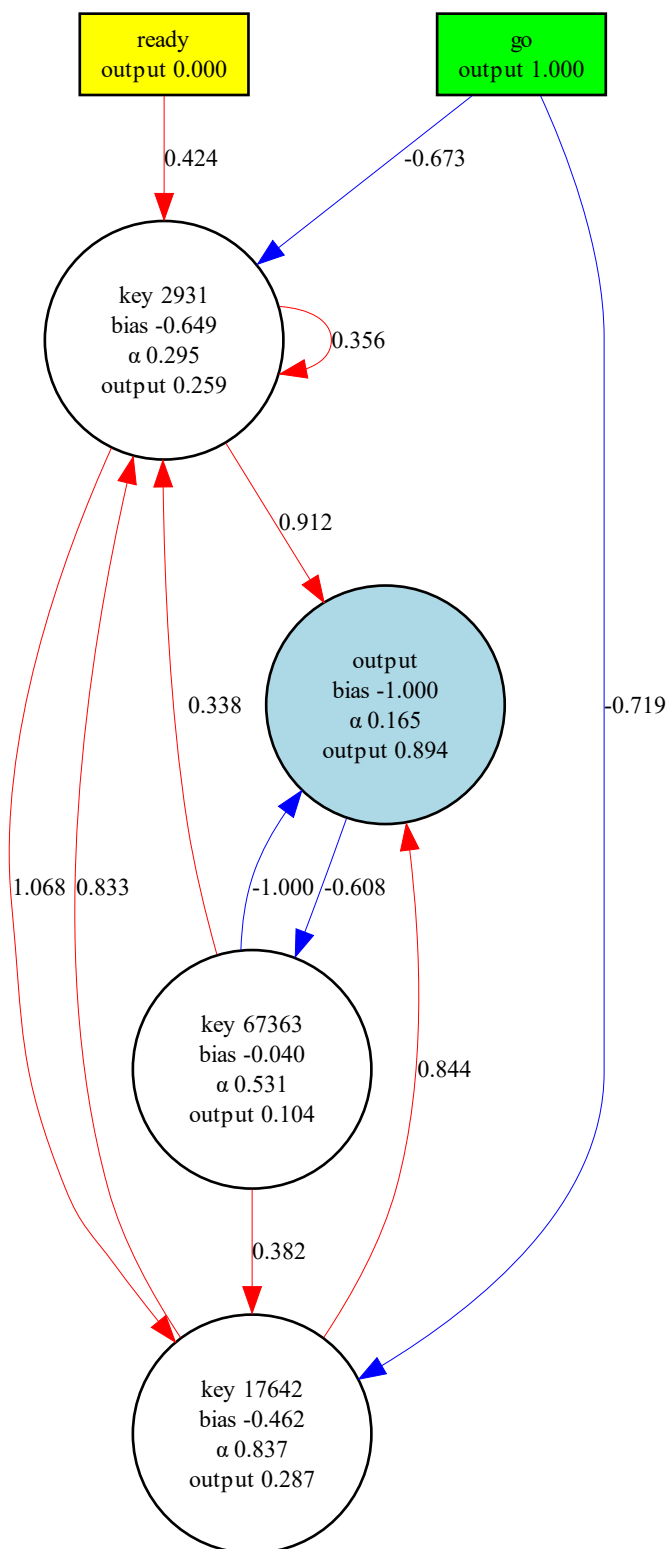 ready
output 0.000
go
output 1.000
0.424
-0.673
key 2931
bias -0.649
α 0.295
output 0.259
0.356
0.912
output
bias -1.000
α 0.165
output 0.894
0.338
-0.719
1.068
0.833
-1.000
-0.608
key 67363
bias -0.040
α 0.531
output 0.104
0.844
0.382
key 17642
bias -0.462
α 0.837
output 0.287